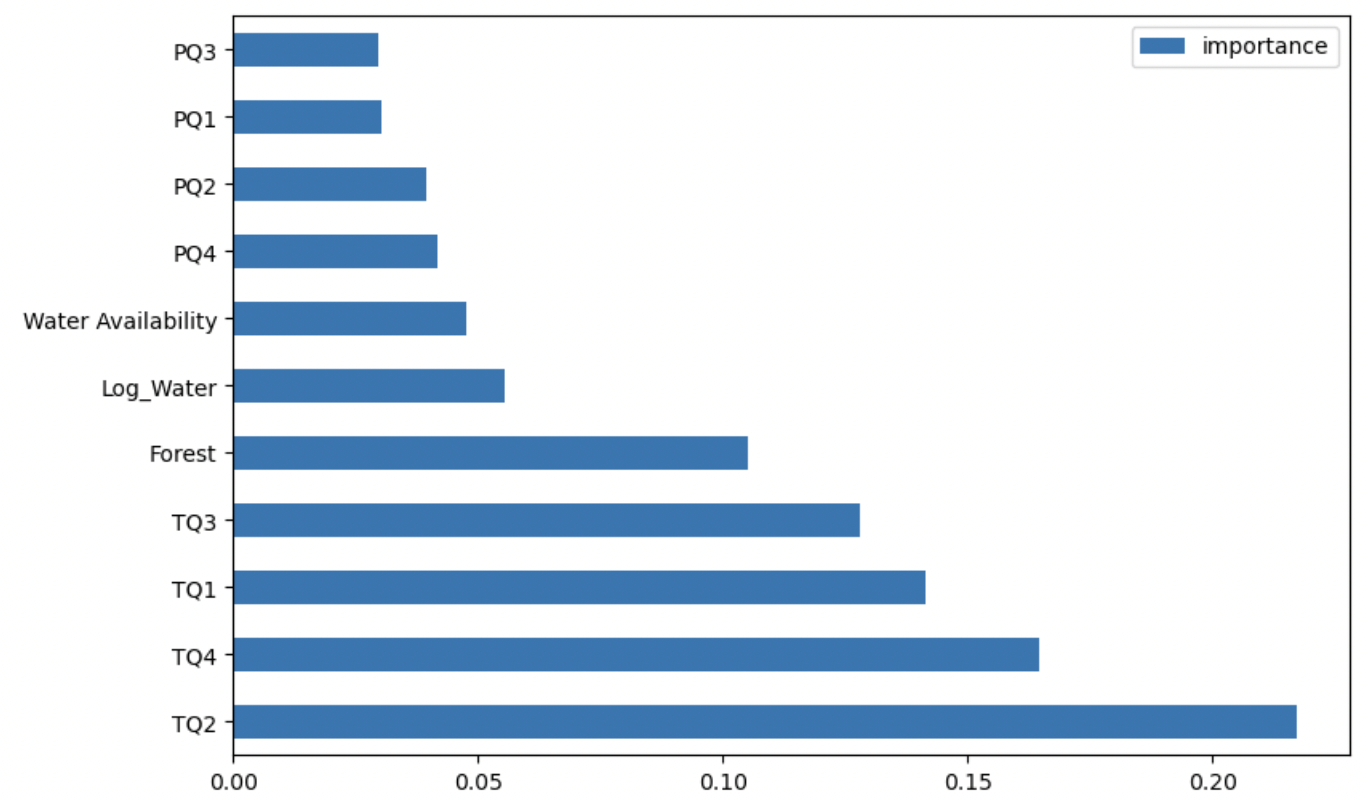 importance
PQ3
PQ1
PQ2
PQ4
Water Availability
Log_Water
Forest
TQ3
TQ1
TQ4
TQ2
0.00 0.05 0.10 0.15 0.20